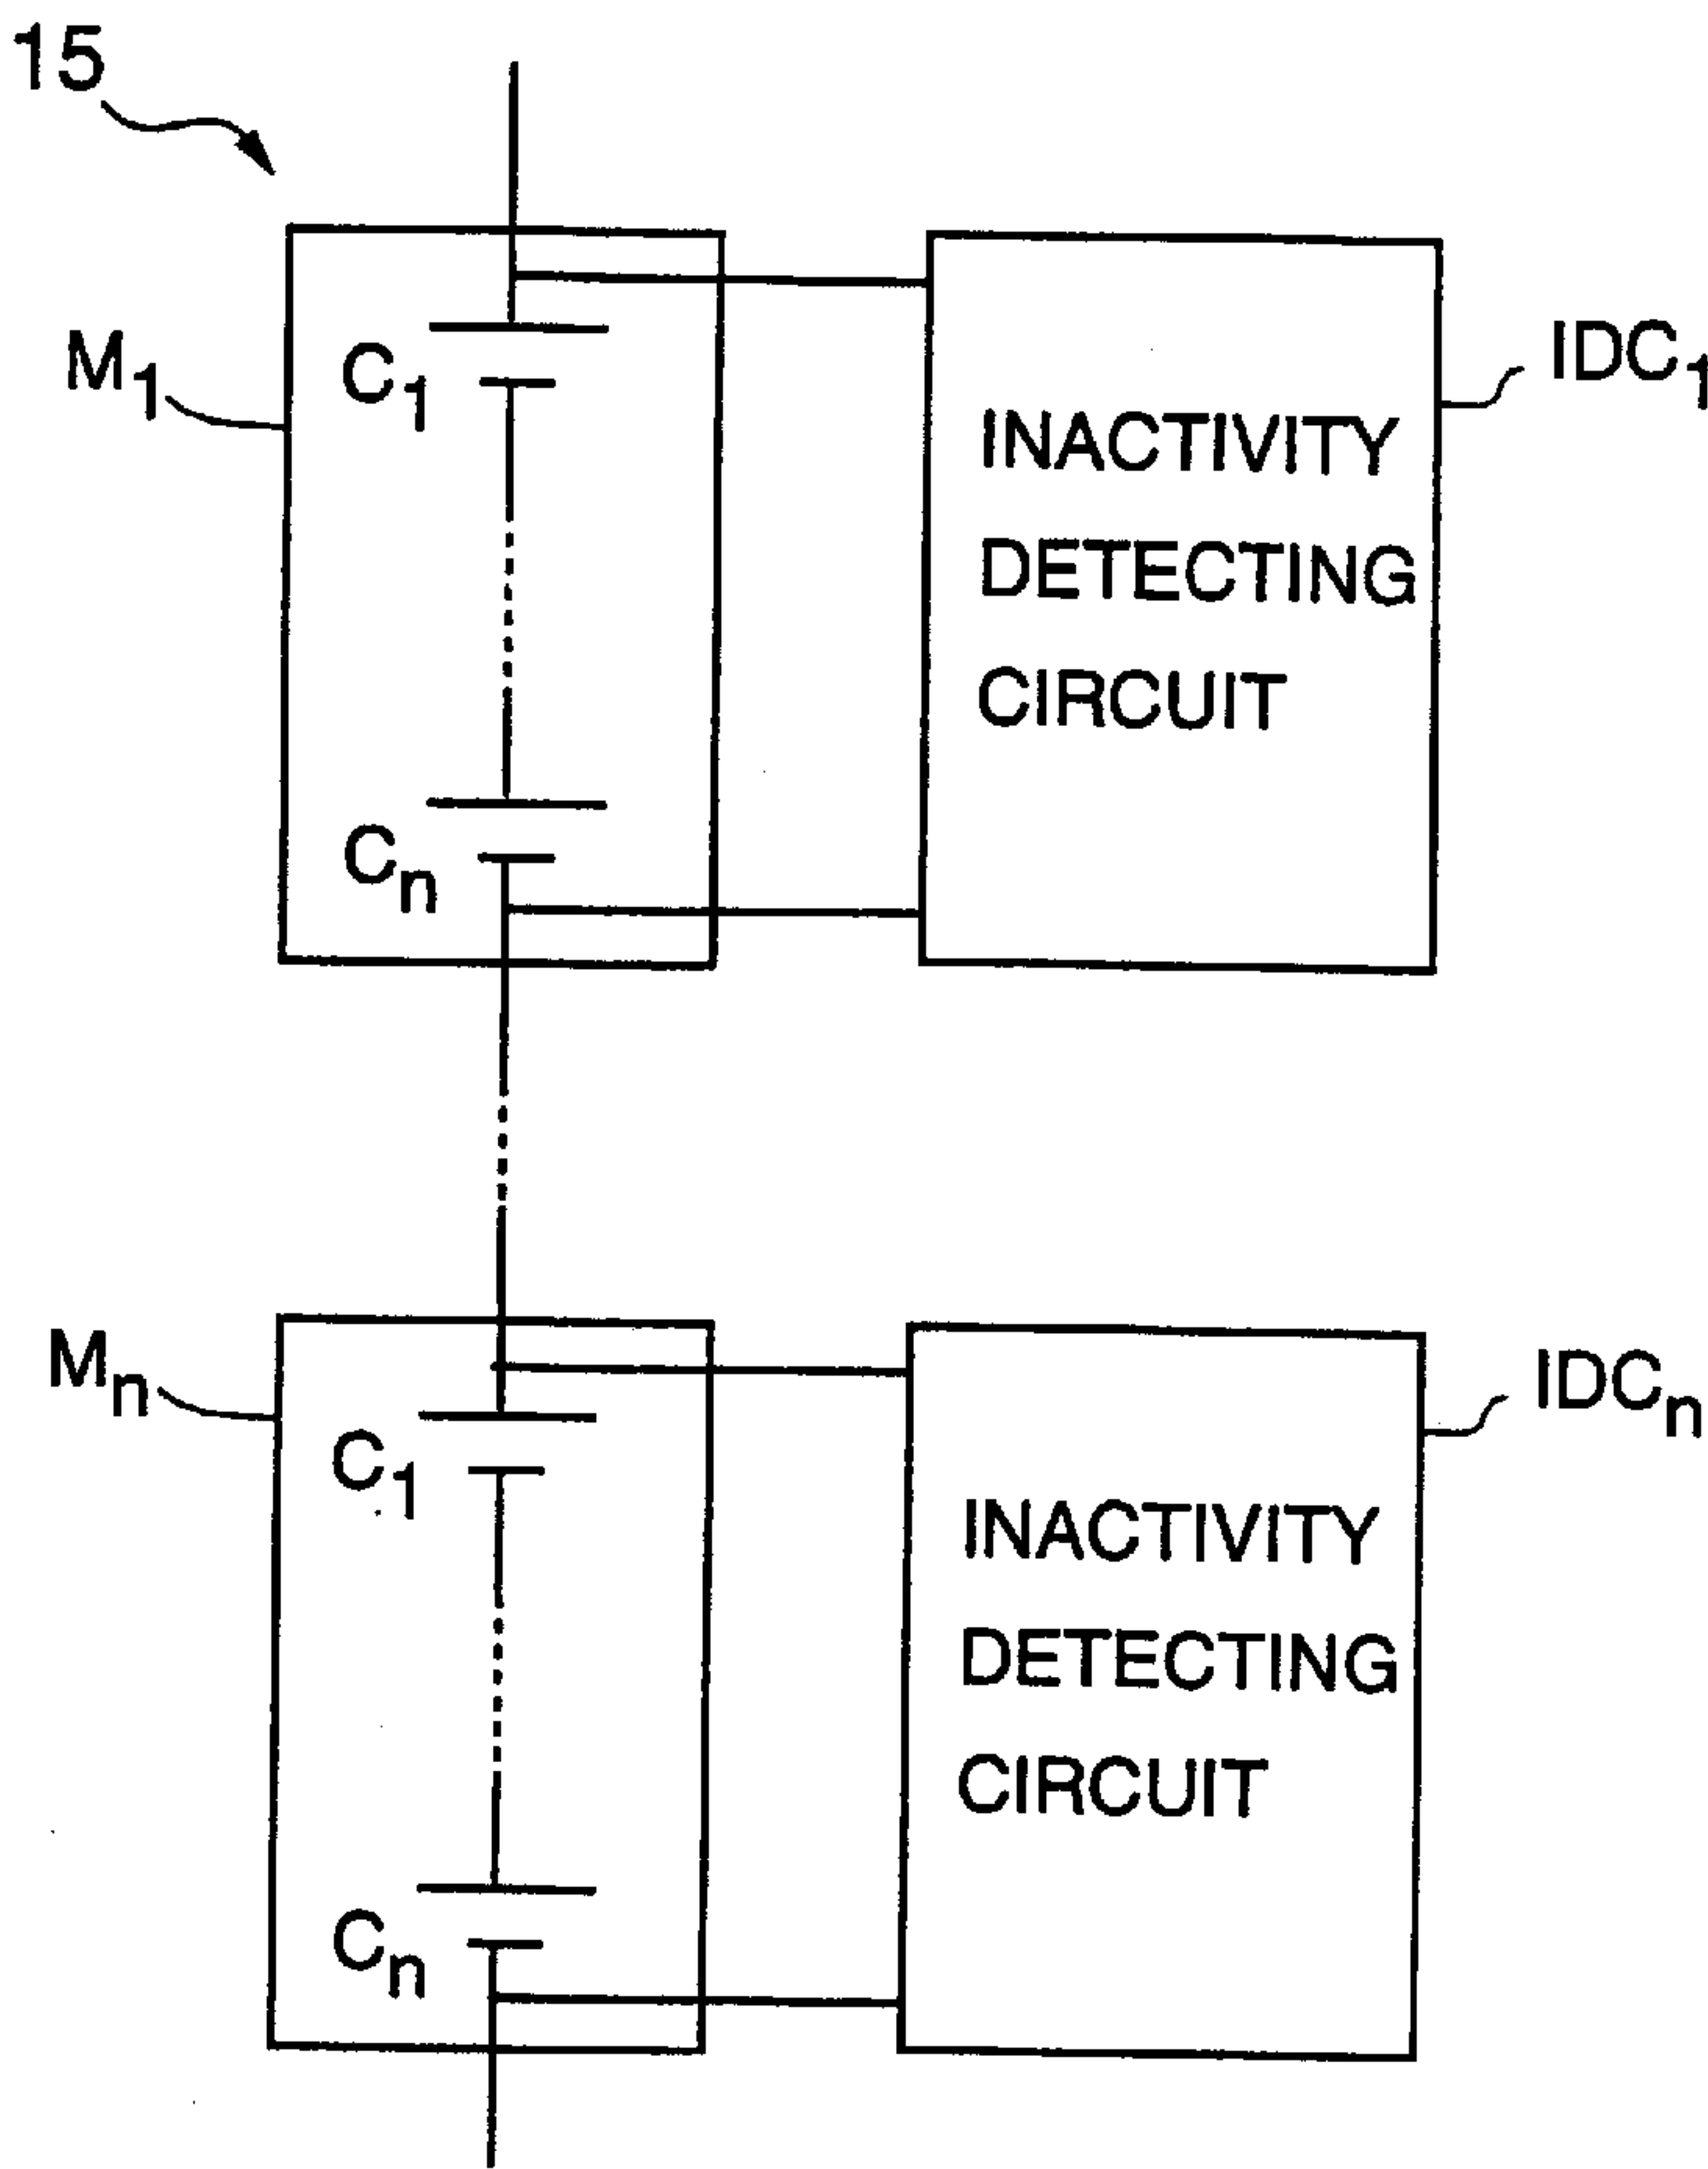 15
M1
C1
IDC1
INACTIVITY
DETECTING
CIRCUIT
Cn
Mn
C1
IDCn
INACTIVITY
DETECTING
CIRCUIT
Cn